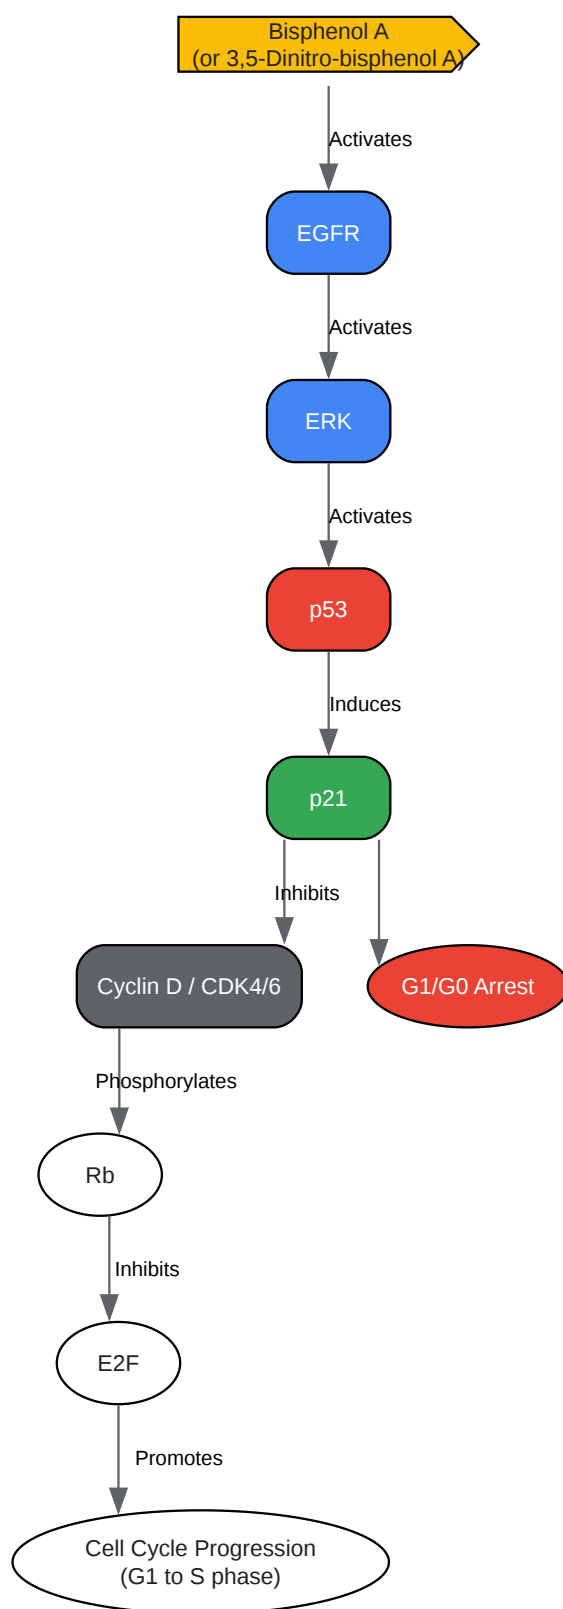 Bisphenol A
(or 3,5-Dinitro-bisphenol A)
Activates
EGFR
Activates
ERK
Activates
p53
Induces
p21
Inhibits
Cyclin D / CDK4/6
G1/G0 Arrest
Phosphorylates
Rb
Inhibits
E2F
Promotes
Cell Cycle Progression
(G1 to S phase)